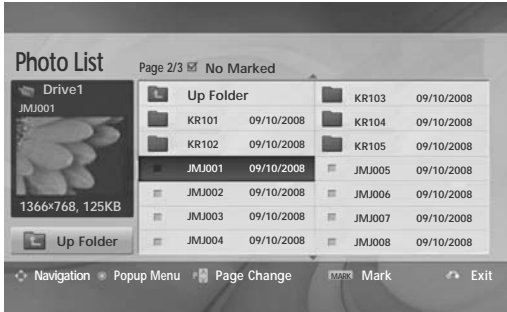 Photo List
Page 2/3 No Marked
Drive1
JMJ001
1366×768, 125KB
Up Folder
Up Folder
KR101 09/10/2008
KR102 09/10/2008
JMJ001 09/10/2008
JMJ002 09/10/2008
JMJ003 09/10/2008
JMJ004 09/10/2008
KR103 09/10/2008
KR104 09/10/2008
KR105 09/10/2008
JMJ005 09/10/2008
JMJ006 09/10/2008
JMJ007 09/10/2008
JMJ008 09/10/2008
Navigation Popup Menu P Page Change MARK Mark Exit